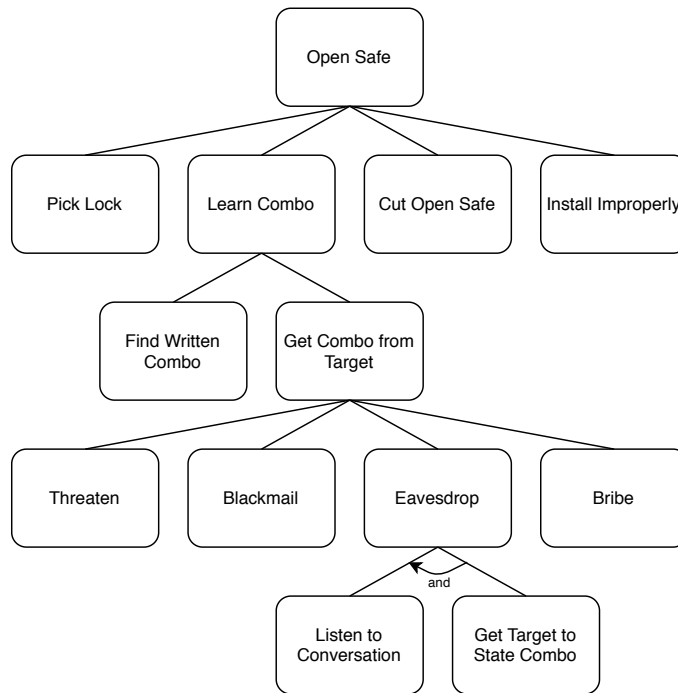 Open Safe
Pick Lock
Learn Combo
Cut Open Safe
Install Improperly
Find Written
Combo
Get Combo from
Target
Threaten
Blackmail
Eavesdrop
Bribe
and
Listen to
Conversation
Get Target to
State Combo